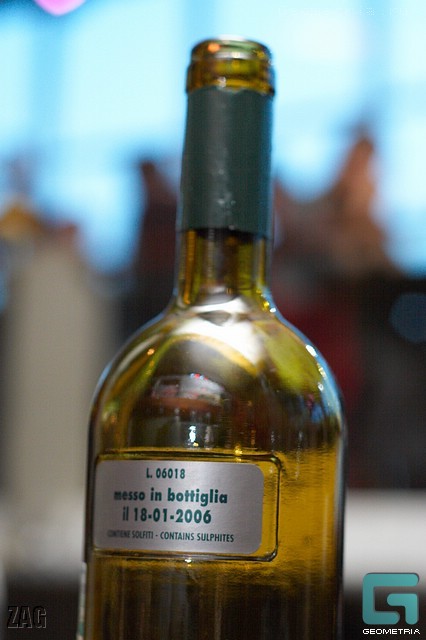 L. 06018
messo in bottiglia
il 18-01-2006
CONTIENE SOLFITI - CONTAINS SULPHITES
ZAG
GEOMETRIA